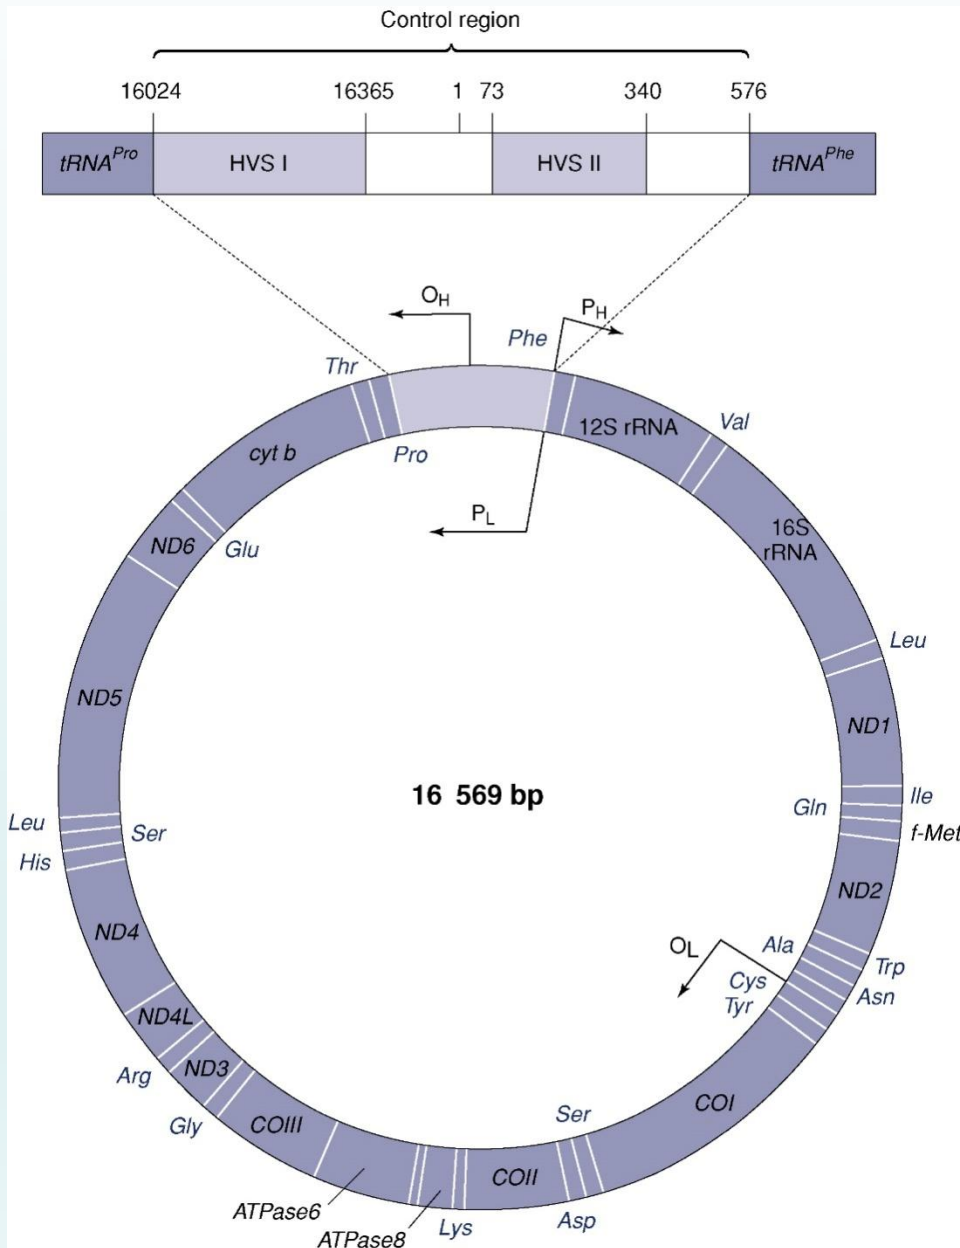 Control region
16024 16365 1 73 340 576
tRNAPro HVS I HVS II tRNAPhe
OH PH
Phe
Thr
12S rRNA Val
cyt b Pro
PL
16S
rRNA
ND6 Glu
Leu
ND5 ND1
16 569 bp
Gln Ile
Leu Ser f-Met
His
ND2
ND4
OL Ala
Trp
Cys Asn
Tyr
ND4L
Arg ND3
COI
Gly COIII Ser
COII
ATPase6
ATPase8 Lys Asp